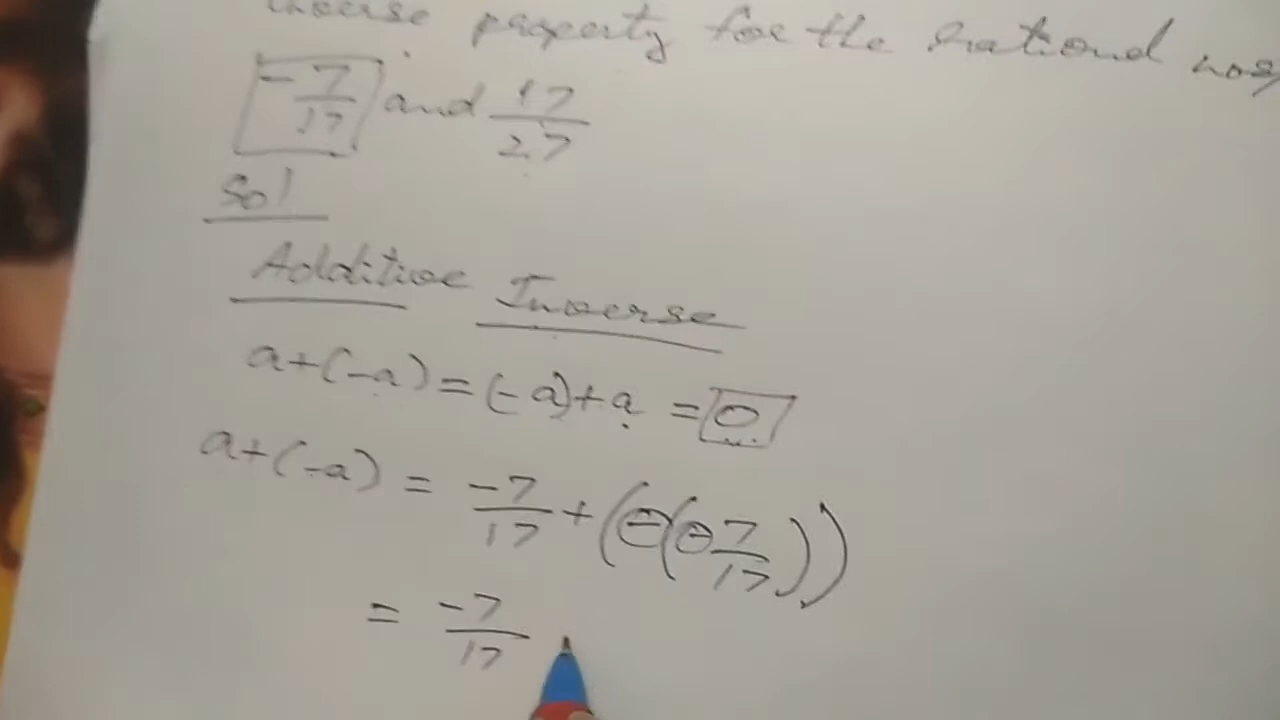 inverse property for the rational nos
-7/17 and 17/27
Sol
Additive Inverse
a+(-a) = (-a)+a = 0
a+(-a) = -7/17 + (-(-7/17))
= -7/17